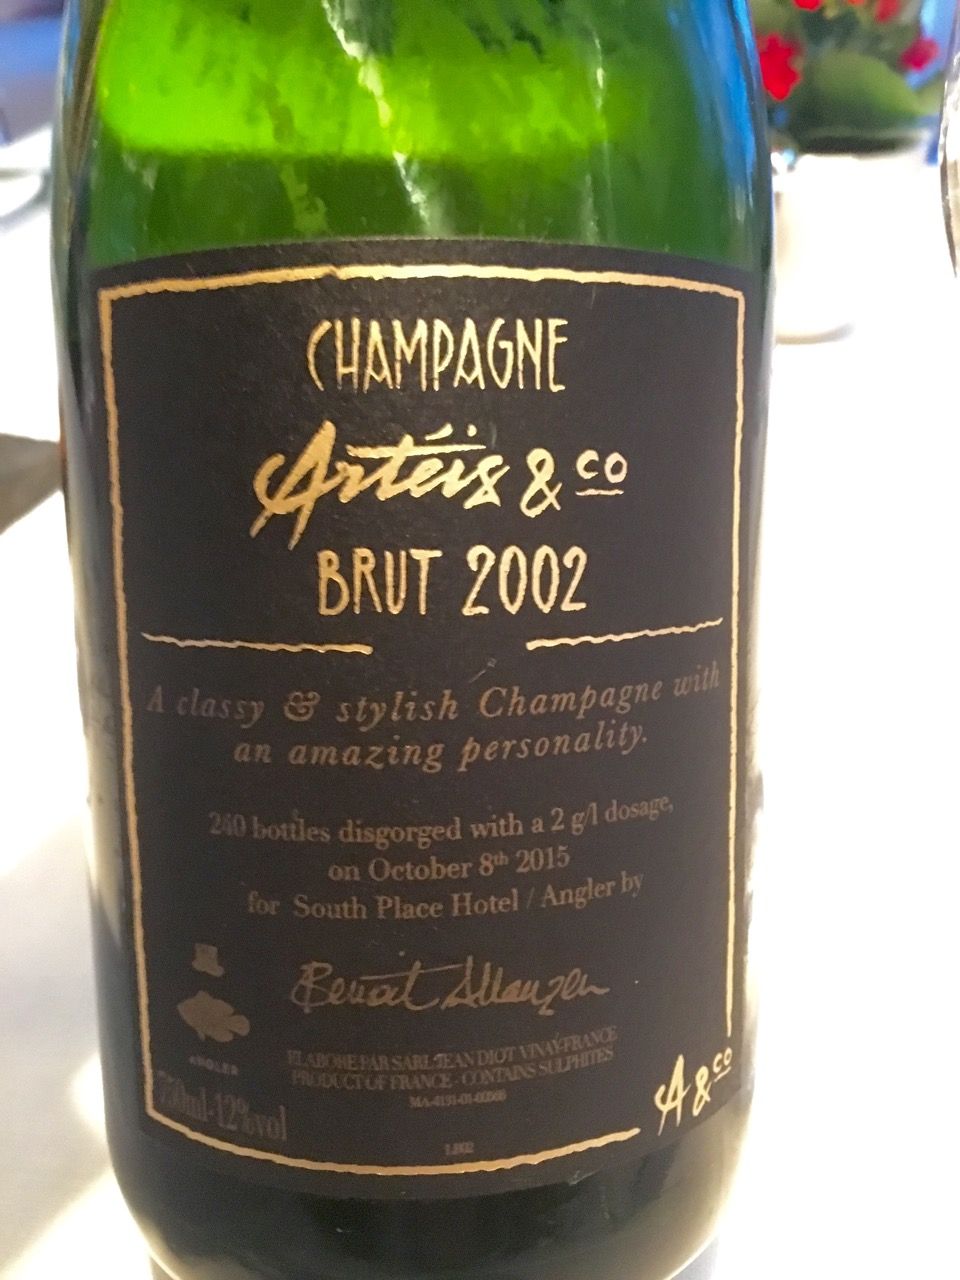 CHAMPAGNE
Artéis & Co
BRUT 2002
A classy & stylish Champagne with
an amazing personality.
240 bottles disgorged with a 2 g/l dosage,
on October 8th 2015
for South Place Hotel / Angler by
Benoit
ANGLER
ELABORE PAR SARL JEAN DIOT VINAY-FRANCE
PRODUCT OF FRANCE - CONTAINS SULPHITES
750ml-12%vol
A & Co